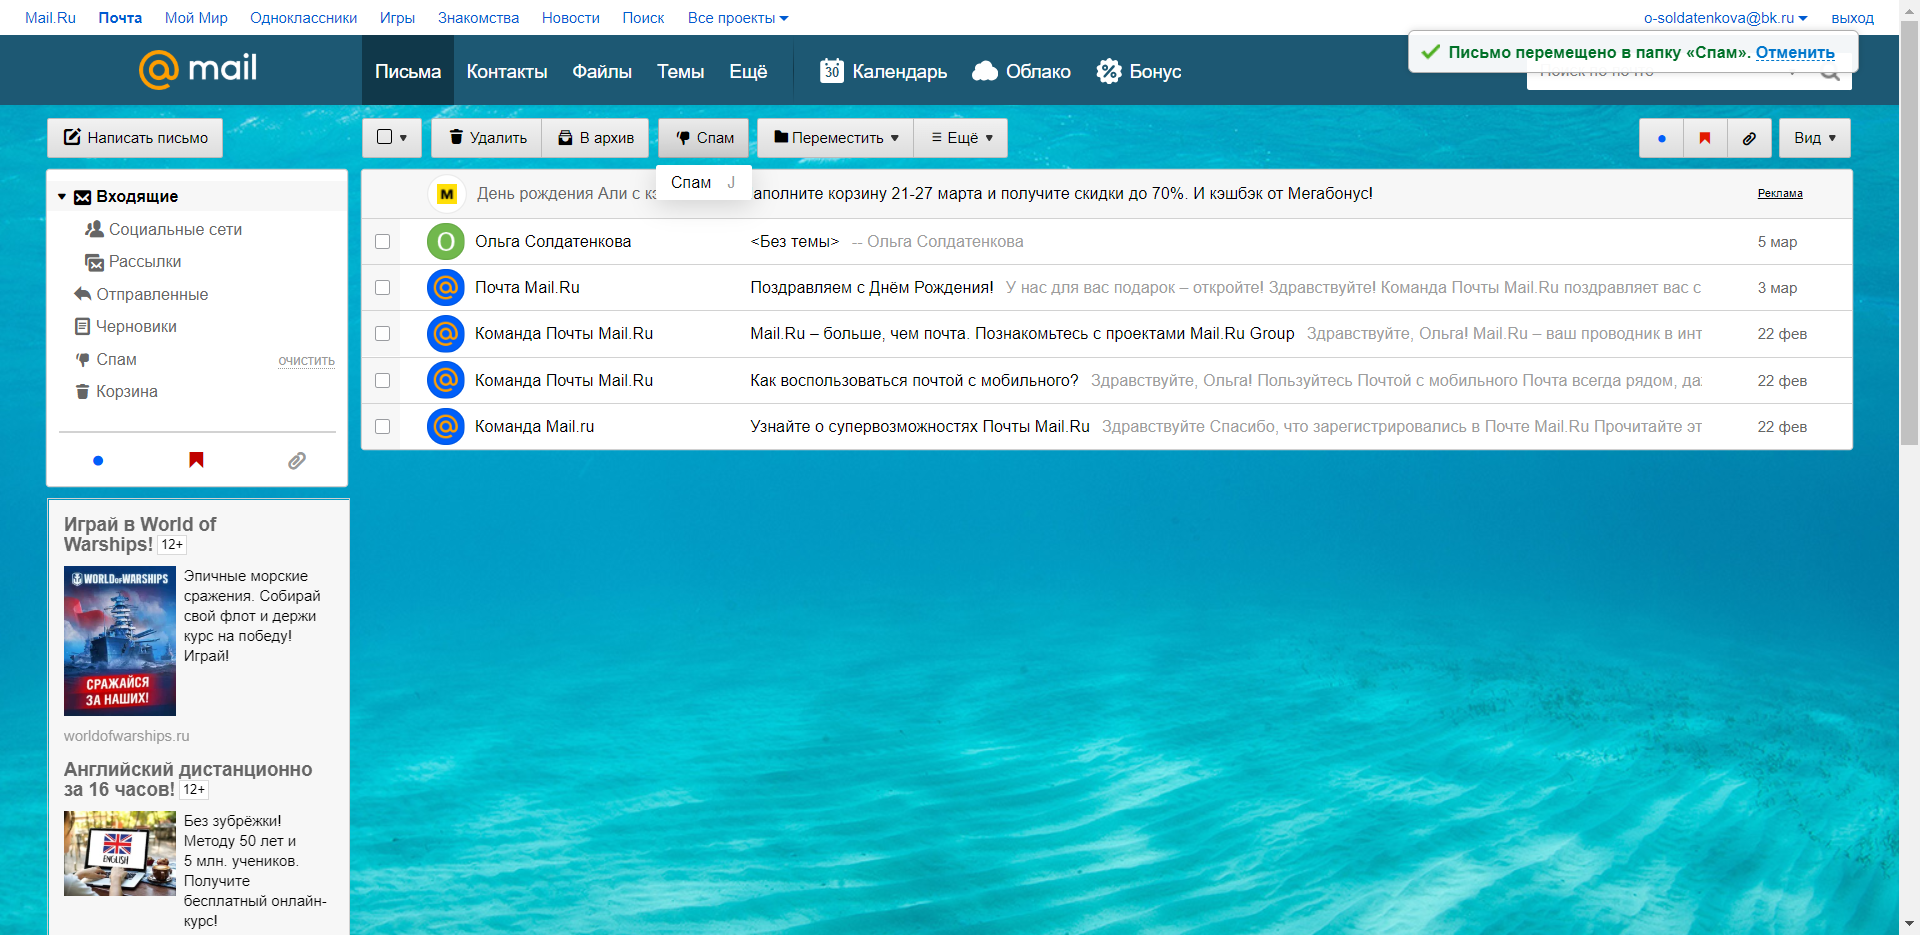 Mail.Ru Почта Мой Мир Одноклассники Игры Знакомства Новости Поиск Все проекты o-soldatenkova@bk.ru выход
@mail Письма Контакты Файлы Темы Ещё 30 Календарь Облако Бонус
Письмо перемещено в папку «Спам». Отменить
Написать письмо Удалить В архив Спам Переместить Ещё Вид
Спам J
Входящие
Социальные сети
Рассылки
Отправленные
Черновики
Спам очистить
Корзина
М День рождения Али с аполните корзину 21-27 марта и получите скидки до 70%. И кэшбэк от Мегабонус! Реклама
О Ольга Солдатенкова <Без темы> -- Ольга Солдатенкова 5 мар
Почта Mail.Ru Поздравляем с Днём Рождения! У нас для вас подарок – откройте! Здравствуйте! Команда Почты Mail.Ru поздравляет вас с 3 мар
Команда Почты Mail.Ru Mail.Ru – больше, чем почта. Познакомьтесь с проектами Mail.Ru Group Здравствуйте, Ольга! Mail.Ru – ваш проводник в инт 22 фев
Команда Почты Mail.Ru Как воспользоваться почтой с мобильного? Здравствуйте, Ольга! Пользуйтесь Почтой с мобильного Почта всегда рядом, да 22 фев
Команда Mail.ru Узнайте о супервозможностях Почты Mail.Ru Здравствуйте Спасибо, что зарегистрировались в Почте Mail.Ru Прочитайте эт 22 фев
Играй в World of
Warships! 12+
WORLD OF WARSHIPS
СРАЖАЙСЯ
ЗА НАШИХ!
Эпичные морские
сражения. Собирай
свой флот и держи
курс на победу!
Играй!
worldofwarships.ru
Английский дистанционно
за 16 часов! 12+
ENGLISH
Без зубрёжки!
Методу 50 лет и
5 млн. учеников.
Получите
бесплатный онлайн-
курс!